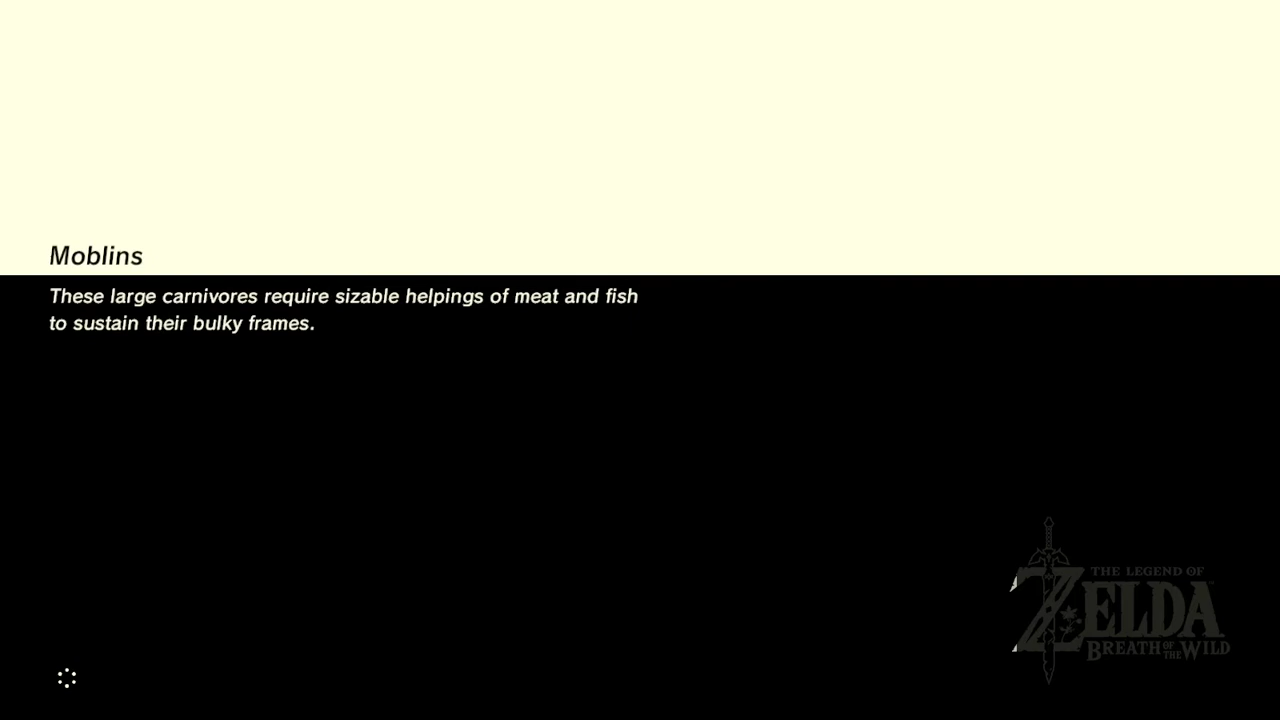 Moblins
These large carnivores require sizable helpings of meat and fish
to sustain their bulky frames.
THE LEGEND OF
ZELDA
BREATH OF THE WILD